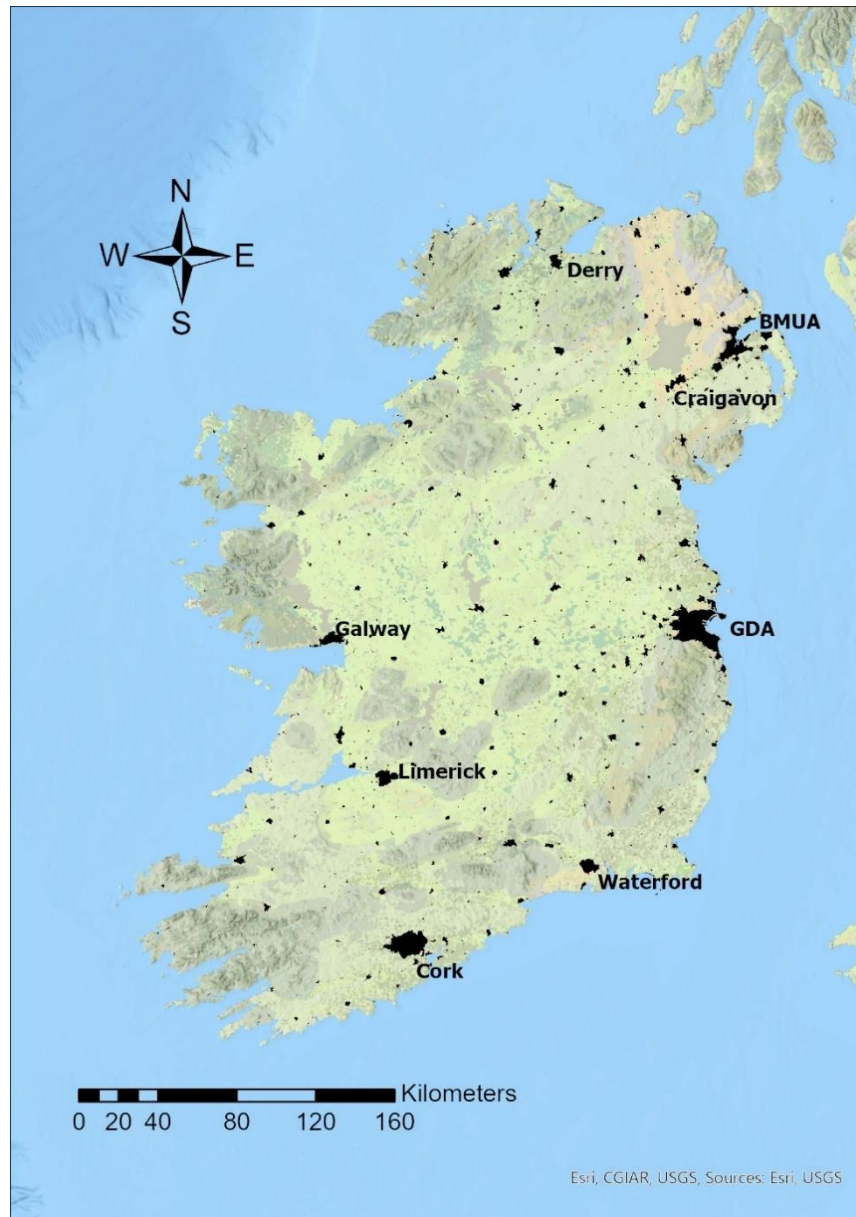 N
W E
S
Derry
BMUA
Craigavon
Galway
GDA
Limerick
Waterford
Cork
Kilometers
0 20 40 80 120 160
Esri, CGIAR, USGS, Sources: Esri, USGS